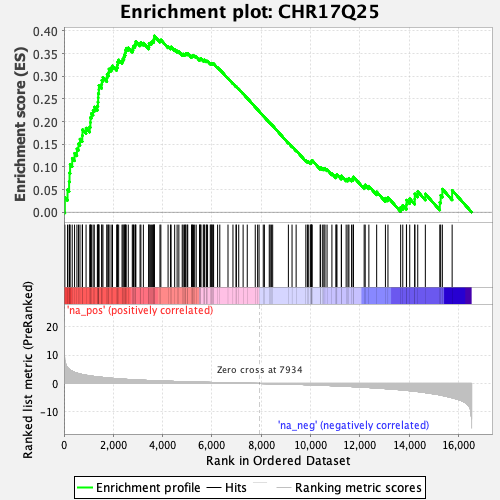 Enrichment plot: CHR17Q25
Enrichment score (ES)
0.40
0.35
0.30
0.25
0.20
0.15
0.10
0.05
0.00
'na_pos' (positively correlated)
Ranked list metric (PreRanked)
20
10
0
-10
Zero cross at 7934
'na_neg' (negatively correlated)
0
2,000
4,000
6,000
8,000
10,000
12,000
14,000
16,000
Rank in Ordered Dataset
Enrichment profile
Hits
Ranking metric scores